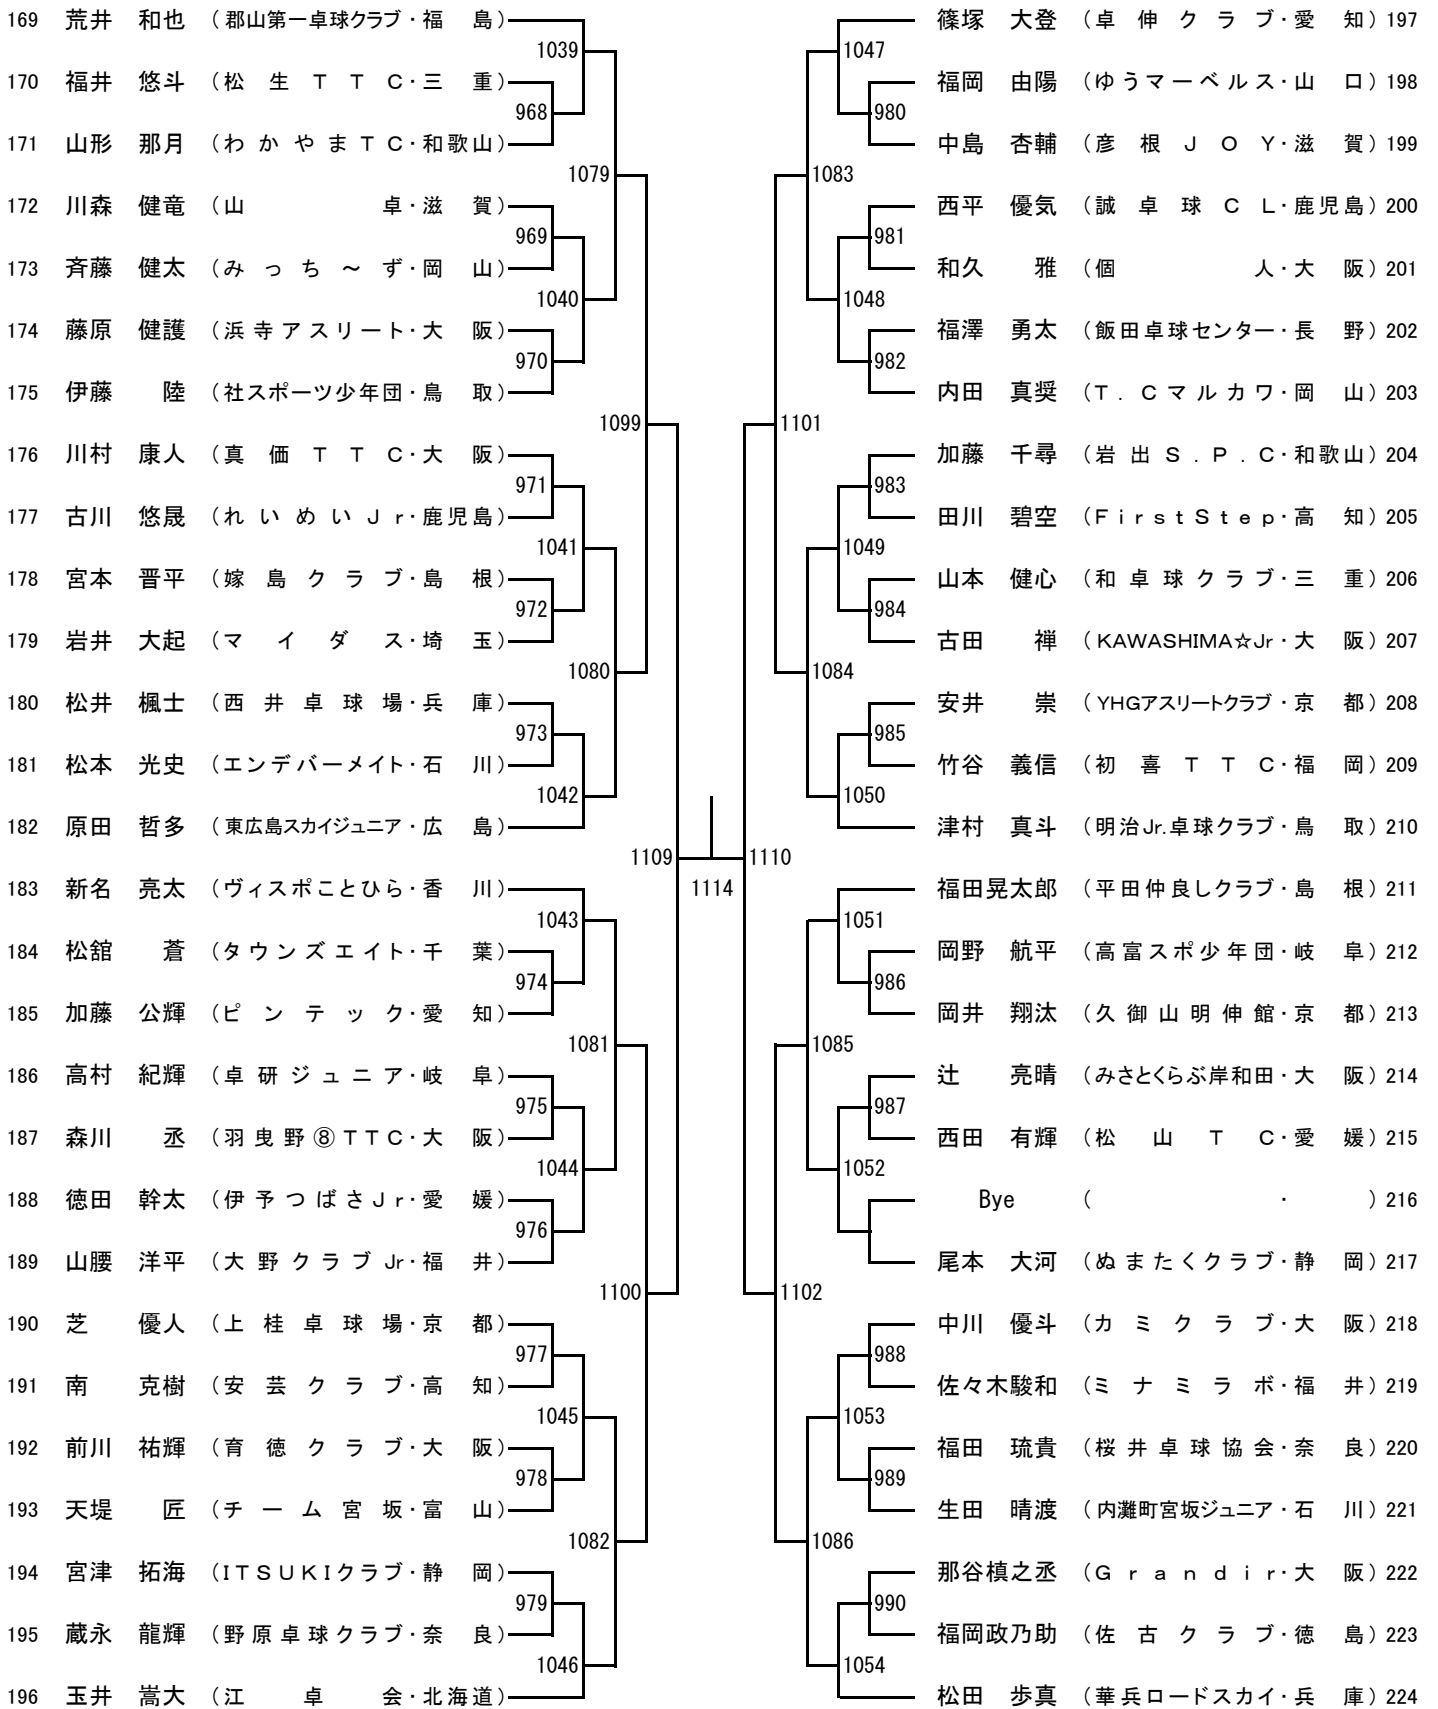 169 荒井 和也 (郡山第一卓球クラブ・福 島)
1039
170 福井 悠斗 (松生TTC・三 重)
968
171 山形 那月 (わかやまTC・和歌山)
1079
172 川森 健竜 (山卓・滋 賀)
969
173 斉藤 健太 (みっち～ず・岡 山)
1040
174 藤原 健護 (浜寺アスリート・大 阪)
970
175 伊藤 陸 (社スポーツ少年団・鳥 取)
1099
176 川村 康人 (真価TTC・大 阪)
971
177 古川 悠晟 (れいめいJr・鹿児島)
1041
178 宮本 晋平 (嫁島クラブ・島 根)
972
179 岩井 大起 (マイダス・埼 玉)
1080
180 松井 楓士 (西井卓球場・兵 庫)
973
181 松本 光史 (エンデバーメイト・石 川)
1042
182 原田 哲多 (東広島スカイジュニア・広 島)
1109
183 新名 亮太 (ヴィスポことひら・香 川)
1043
184 松舘 蒼 (タウンズエイト・千 葉)
974
185 加藤 公輝 (ピンテック・愛 知)
1081
186 高村 紀輝 (卓研ジュニア・岐 阜)
975
187 森川 丞 (羽曳野⑧TTC・大 阪)
1044
188 徳田 幹太 (伊予つばさJr・愛 媛)
976
189 山腰 洋平 (大野クラブJr・福 井)
1100
190 芝 優人 (上桂卓球場・京 都)
977
191 南 克樹 (安芸クラブ・高 知)
1045
192 前川 祐輝 (育徳クラブ・大 阪)
978
193 天堤 匠 (チーム宮坂・富 山)
1082
194 宮津 拓海 (ITSUKIクラブ・静 岡)
979
195 蔵永 龍輝 (野原卓球クラブ・奈 良)
1046
196 玉井 嵩大 (江卓会・北海道)
1114
篠塚 大登 (卓伸クラブ・愛 知) 197
1047
福岡 由陽 (ゆうマーベルス・山 口) 198
980
中島 杏輔 (彦根JOY・滋 賀) 199
1083
西平 優気 (誠卓球CL・鹿児島) 200
981
和久 雅 (個人・大 阪) 201
1048
福澤 勇太 (飯田卓球センター・長 野) 202
982
内田 真奨 (T.Cマルカワ・岡 山) 203
1101
加藤 千尋 (岩出S.P.C・和歌山) 204
983
田川 碧空 (FirstStep・高 知) 205
1049
山本 健心 (和卓球クラブ・三 重) 206
984
古田 禅 (KAWASHIMA☆Jr・大 阪) 207
1084
安井 崇 (YHGアスリートクラブ・京 都) 208
985
竹谷 義信 (初喜TTC・福 岡) 209
1050
津村 真斗 (明治Jr.卓球クラブ・鳥 取) 210
1110
福田晃太郎 (平田仲良しクラブ・島 根) 211
1051
岡野 航平 (高富スポ少年団・岐 阜) 212
986
岡井 翔汰 (久御山明伸館・京 都) 213
1085
辻 亮晴 (みさとくらぶ岸和田・大 阪) 214
987
西田 有輝 (松山TC・愛 媛) 215
1052
Bye ( ・ ) 216
尾本 大河 (ぬまたくクラブ・静 岡) 217
1102
中川 優斗 (カミクラブ・大 阪) 218
988
佐々木駿和 (ミナミラボ・福 井) 219
1053
福田 琉貴 (桜井卓球協会・奈 良) 220
989
生田 晴渡 (内灘町宮坂ジュニア・石 川) 221
1086
那谷槙之丞 (Grandir・大 阪) 222
990
福岡政乃助 (佐古クラブ・徳 島) 223
1054
松田 歩真 (華兵ロードスカイ・兵 庫) 224